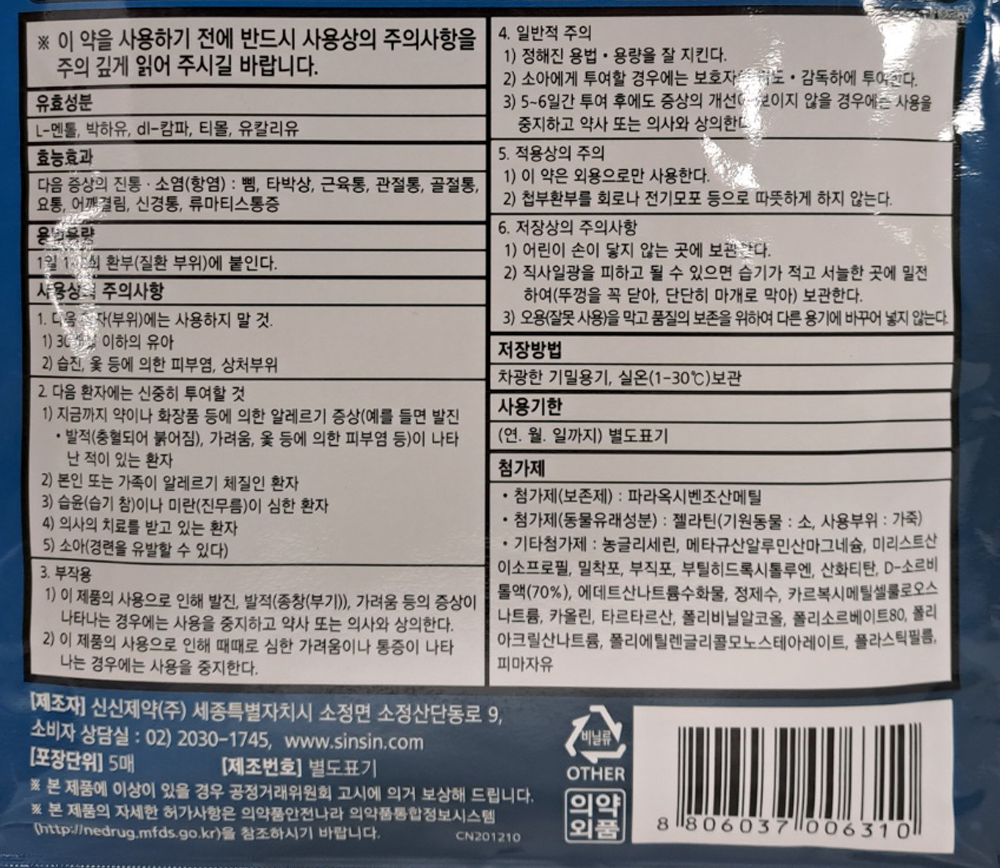 ※ 이 약을 사용하기 전에 반드시 사용상의 주의사항을
주의 깊게 읽어 주시길 바랍니다.
유효성분
L-멘톨, 박하유, dl-캄파, 티몰, 유칼리유
효능효과
다음 증상의 진통 · 소염(항염) : 삠, 타박상, 근육통, 관절통, 골절통,
요통, 어깨결림, 신경통, 류마티스통증
용법용량
1일 환부(질환 부위)에 붙인다.
사용상의 주의사항
1. 다음 환자(부위)에는 사용하지 말 것.
1) 이하의 유아
2) 습진, 옻 등에 의한 피부염, 상처부위
2. 다음 환자에는 신중히 투여할 것
1) 지금까지 약이나 화장품 등에 의한 알레르기 증상(예를 들면 발진
• 발적(충혈되어 붉어짐), 가려움, 옻 등에 의한 피부염 등)이 나타
난 적이 있는 환자
2) 본인 또는 가족이 알레르기 체질인 환자
3) 습윤(습기 참)이나 미란(진무름)이 심한 환자
4) 의사의 치료를 받고 있는 환자
5) 소아(경련을 유발할 수 있다)
3. 부작용
1) 이 제품의 사용으로 인해 발진, 발적(종창(부기)), 가려움 등의 증상이
나타나는 경우에는 사용을 중지하고 약사 또는 의사와 상의한다.
2) 이 제품의 사용으로 인해 때때로 심한 가려움이나 통증이 나타
나는 경우에는 사용을 중지한다.
4. 일반적 주의
1) 정해진 용법 • 용량을 잘 지킨다.
2) 소아에게 투여할 경우에는 보호자의 지도 • 감독하에 투여한다.
3) 5~6일간 투여 후에도 증상의 개선이 보이지 않을 경우에는 사용을
중지하고 약사 또는 의사와 상의한다.
5. 적용상의 주의
1) 이 약은 외용으로만 사용한다.
2) 첩부환부를 회로나 전기모포 등으로 따뜻하게 하지 않는다.
6. 저장상의 주의사항
1) 어린이 손이 닿지 않는 곳에 보관한다.
2) 직사일광을 피하고 될 수 있으면 습기가 적고 서늘한 곳에 밀전
하여(뚜껑을 꼭 닫아, 단단히 마개로 막아) 보관한다.
3) 오용(잘못 사용)을 막고 품질의 보존을 위하여 다른 용기에 바꾸어 넣지 않는다.
저장방법
차광한 기밀용기, 실온(1-30℃)보관
사용기한
(연. 월. 일까지) 별도표기
첨가제
• 첨가제(보존제) : 파라옥시벤조산메틸
• 첨가제(동물유래성분) : 젤라틴(기원동물 : 소, 사용부위 : 가죽)
• 기타첨가제 : 농글리세린, 메타규산알루민산마그네슘, 미리스트산
이소프로필, 밀착포, 부직포, 부틸히드록시톨루엔, 산화티탄, D-소르비
톨액(70%), 에데트산나트륨수화물, 정제수, 카르복시메틸셀룰로오스
나트륨, 카올린, 타르타르산, 폴리비닐알코올, 폴리소르베이트80, 폴리
아크릴산나트륨, 폴리에틸렌글리콜모노스테아레이트, 플라스틱필름,
피마자유
[제조자] 신신제약(주) 세종특별자치시 소정면 소정산단동로 9,
소비자 상담실 : 02) 2030-1745, www.sinsin.com
[포장단위] 5매 [제조번호] 별도표기
※ 본 제품에 이상이 있을 경우 공정거래위원회 고시에 의거 보상해 드립니다.
※ 본 제품의 자세한 허가사항은 의약품안전나라 의약품통합정보시스템
(http://nedrug.mfds.go.kr)을 참조하시기 바랍니다. CN201210
비닐류
OTHER
의약
외품
8 806037 006310